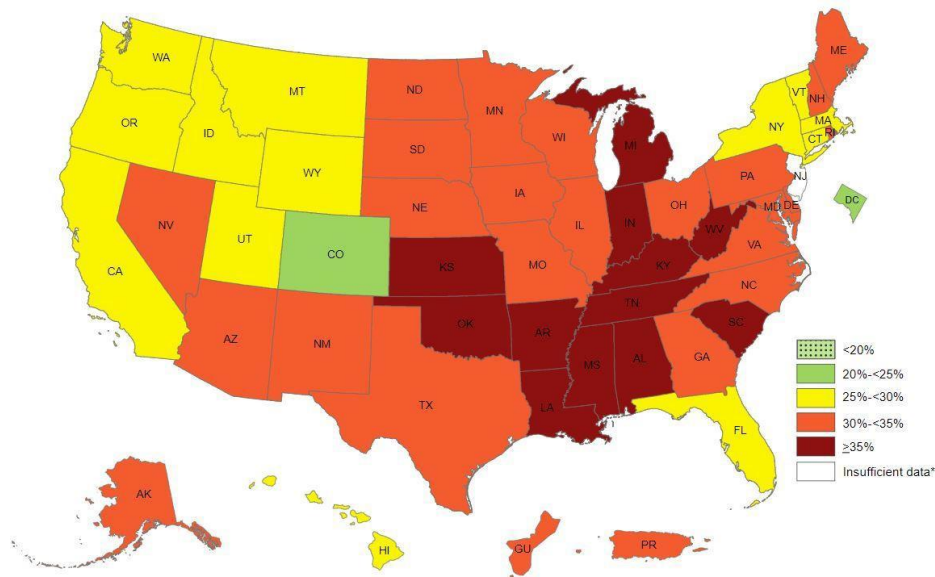 WA
MT
ND
MN
ME
VT
NH
OR
ID
WY
SD
WI
MI
NY
MA
CT
RI
NV
UT
CO
NE
IA
IL
IN
OH
PA
NJ
MD
DE
DC
CA
KS
MO
KY
WV
VA
AZ
NM
OK
AR
TN
NC
TX
LA
MS
AL
GA
SC
FL
AK
HI
GU
PR
<20%
20%-<25%
25%-<30%
30%-<35%
≥35%
Insufficient data*